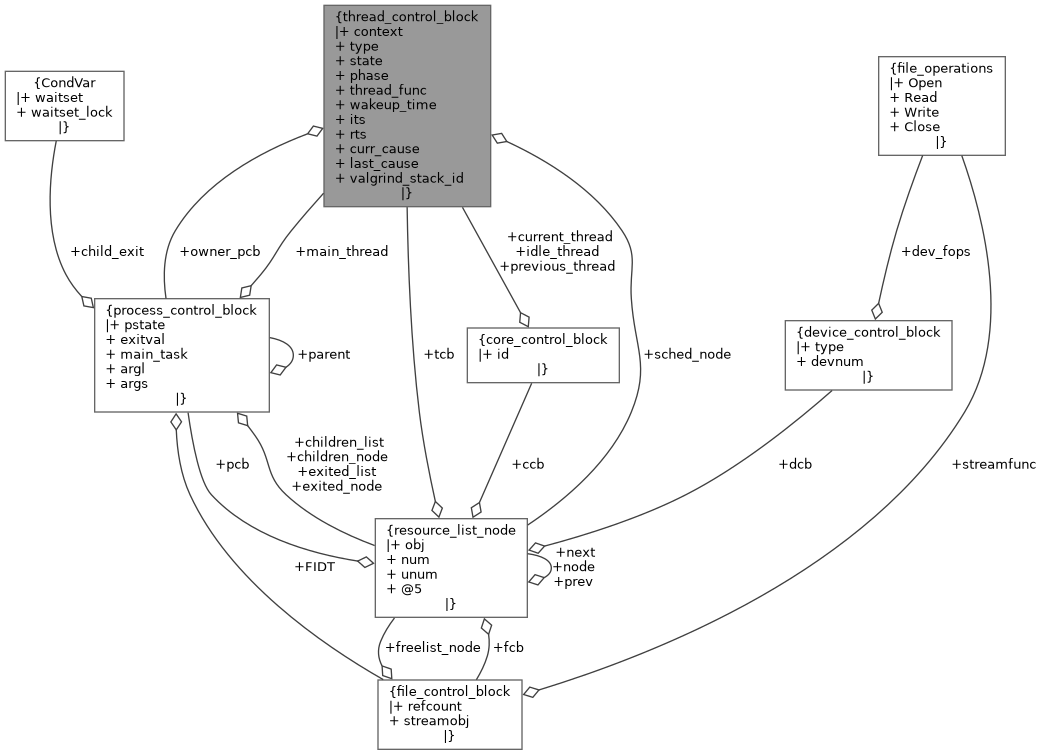 {thread_control_block
|+ context
+ type
+ state
+ phase
+ thread_func
+ wakeup_time
+ its
+ rts
+ curr_cause
+ last_cause
+ valgrind_stack_id
|}
{CondVar
|+ waitset
+ waitset_lock
|}
{file_operations
|+ Open
+ Read
+ Write
+ Close
|}
+child_exit
+owner_pcb
+main_thread
+current_thread
+idle_thread
+previous_thread
+dev_fops
{process_control_block
|+ pstate
+ exitval
+ main_task
+ argl
+ args
|}
+parent
+tcb
{core_control_block
|+ id
|}
+sched_node
{device_control_block
|+ type
+ devnum
|}
+pcb
+children_list
+children_node
+exited_list
+exited_node
+ccb
+dcb
+streamfunc
+FIDT
{resource_list_node
|+ obj
+ num
+ unum
+ @5
|}
+next
+node
+prev
+freelist_node
+fcb
{file_control_block
|+ refcount
+ streamobj
|}